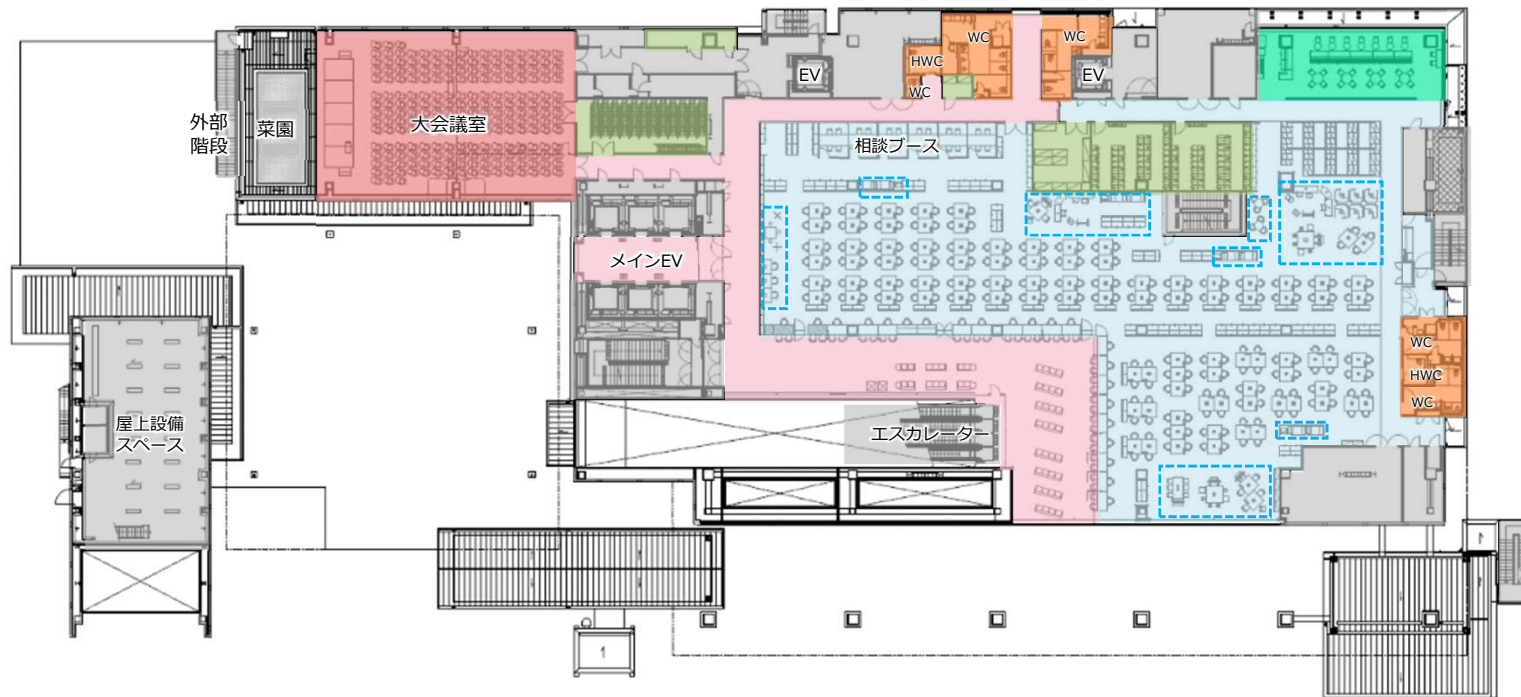 WC
WC
HWC
EV
EV
WC
外部
階段
菜園
大会議室
相談ブース
メインEV
WC
HWC
WC
屋上設備
スペース
エスカレーター